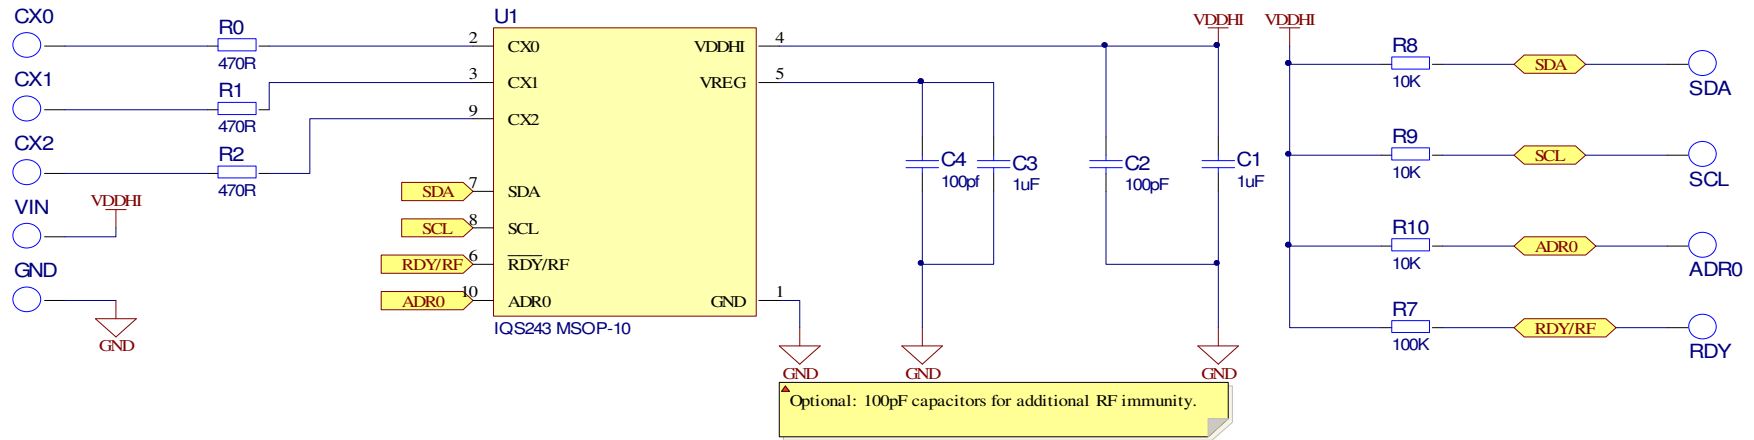 CX0
R0
470R
CX1
R1
470R
CX2
R2
470R
VIN
VDDHI
GND
GND
U1
2 CX0
3 CX1
9 CX2
SDA 7 SDA
SCL 8 SCL
RDY/RF 6 RDY/RF
ADR0 10 ADR0
VDDHI 4
VREG 5
GND 1
IQS243 MSOP-10
C4
100pf
C3
1uF
C2
100pF
C1
1uF
VDDHI
GND
GND
GND
Optional: 100pF capacitors for additional RF immunity.
VDDHI
R8
10K
SDA
SDA
R9
10K
SCL
SCL
R10
10K
ADR0
ADR0
R7
100K
RDY/RF
RDY